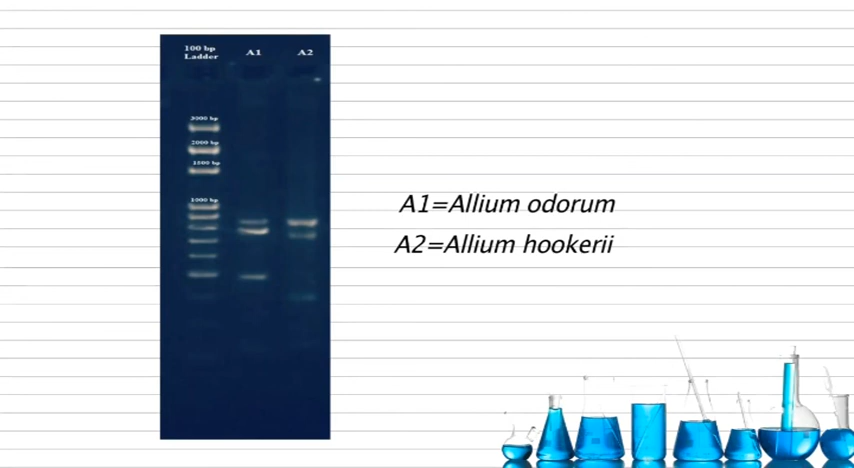 100 bp
Ladder
A1
A2
3000 bp
2000 bp
1500 bp
1000 bp
A1=Allium odorum
A2=Allium hookerii